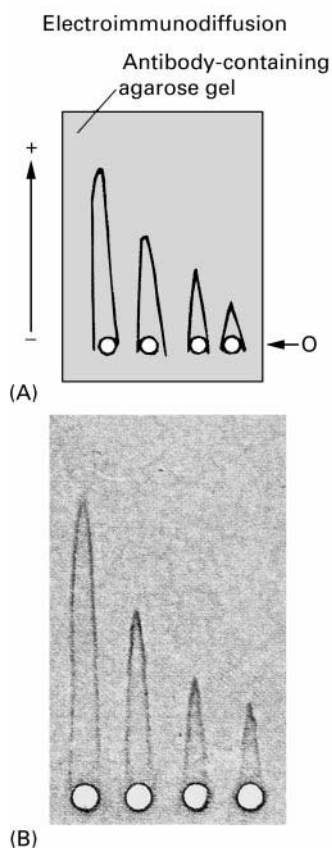 Electroimmunodiffusion
Antibody-containing
agarose gel
+
−
O
(A)
(B)